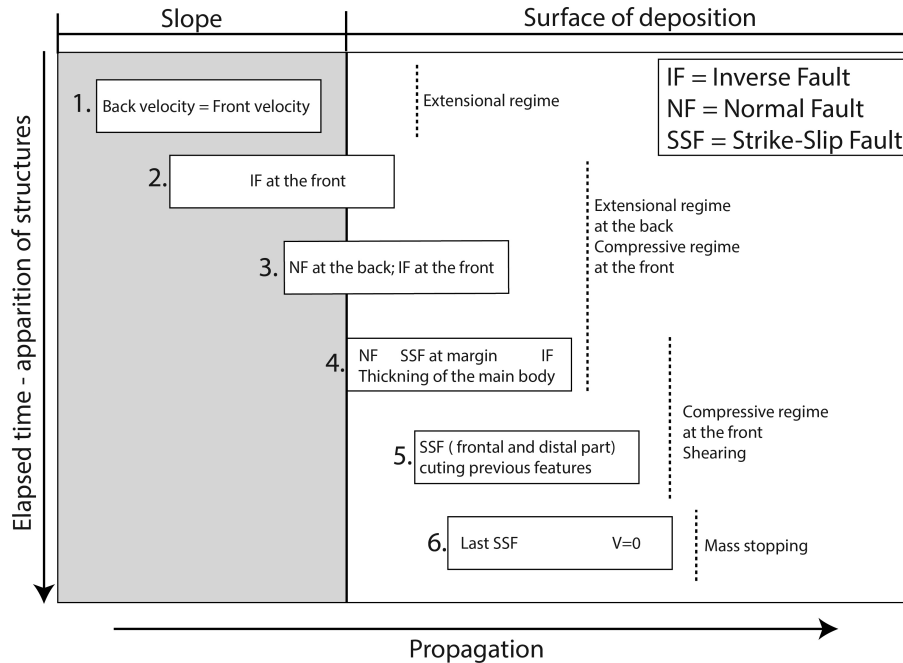 Slope
Surface of deposition
IF = Inverse Fault
NF = Normal Fault
SSF = Strike-Slip Fault
1.
Back velocity = Front velocity
Extensional regime
2.
IF at the front
Extensional regime
at the back
Compressive regime
at the front
3.
NF at the back; IF at the front
4.
NF SSF at margin IF
Thickning of the main body
Compressive regime
at the front
Shearing
5.
SSF ( frontal and distal part)
cuting previous features
6.
Last SSF V=0
Mass stopping
Elapsed time - apparition of structures
Propagation